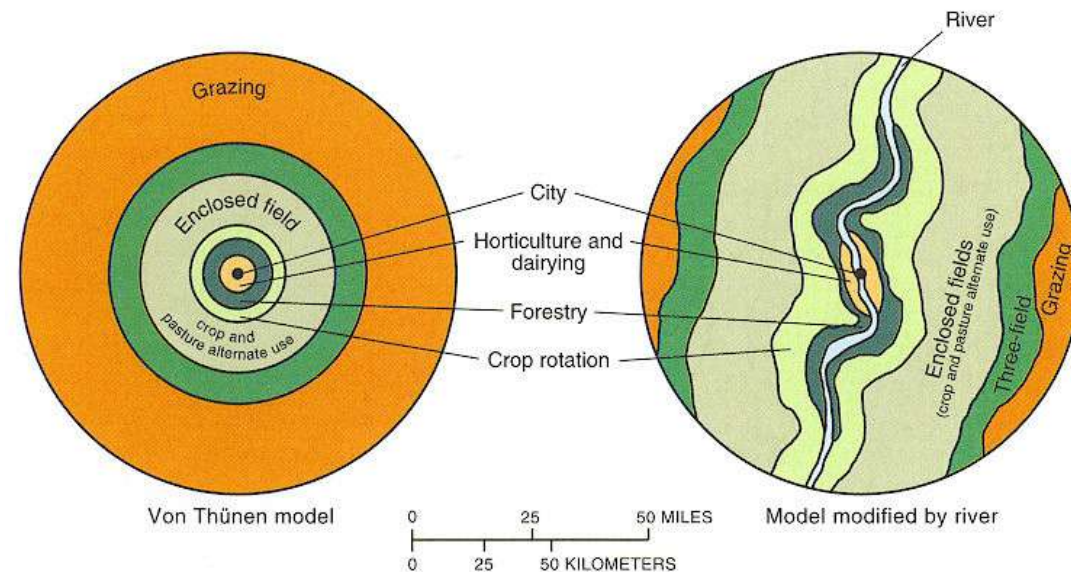 River
Grazing
Enclosed field
crop and
pasture alternate use
City
Horticulture and
dairying
Forestry
Crop rotation
Enclosed fields
(crop and pasture alternate use)
Three-field
Grazing
Von Thünen model
0 25 50 MILES
0 25 50 KILOMETERS
Model modified by river